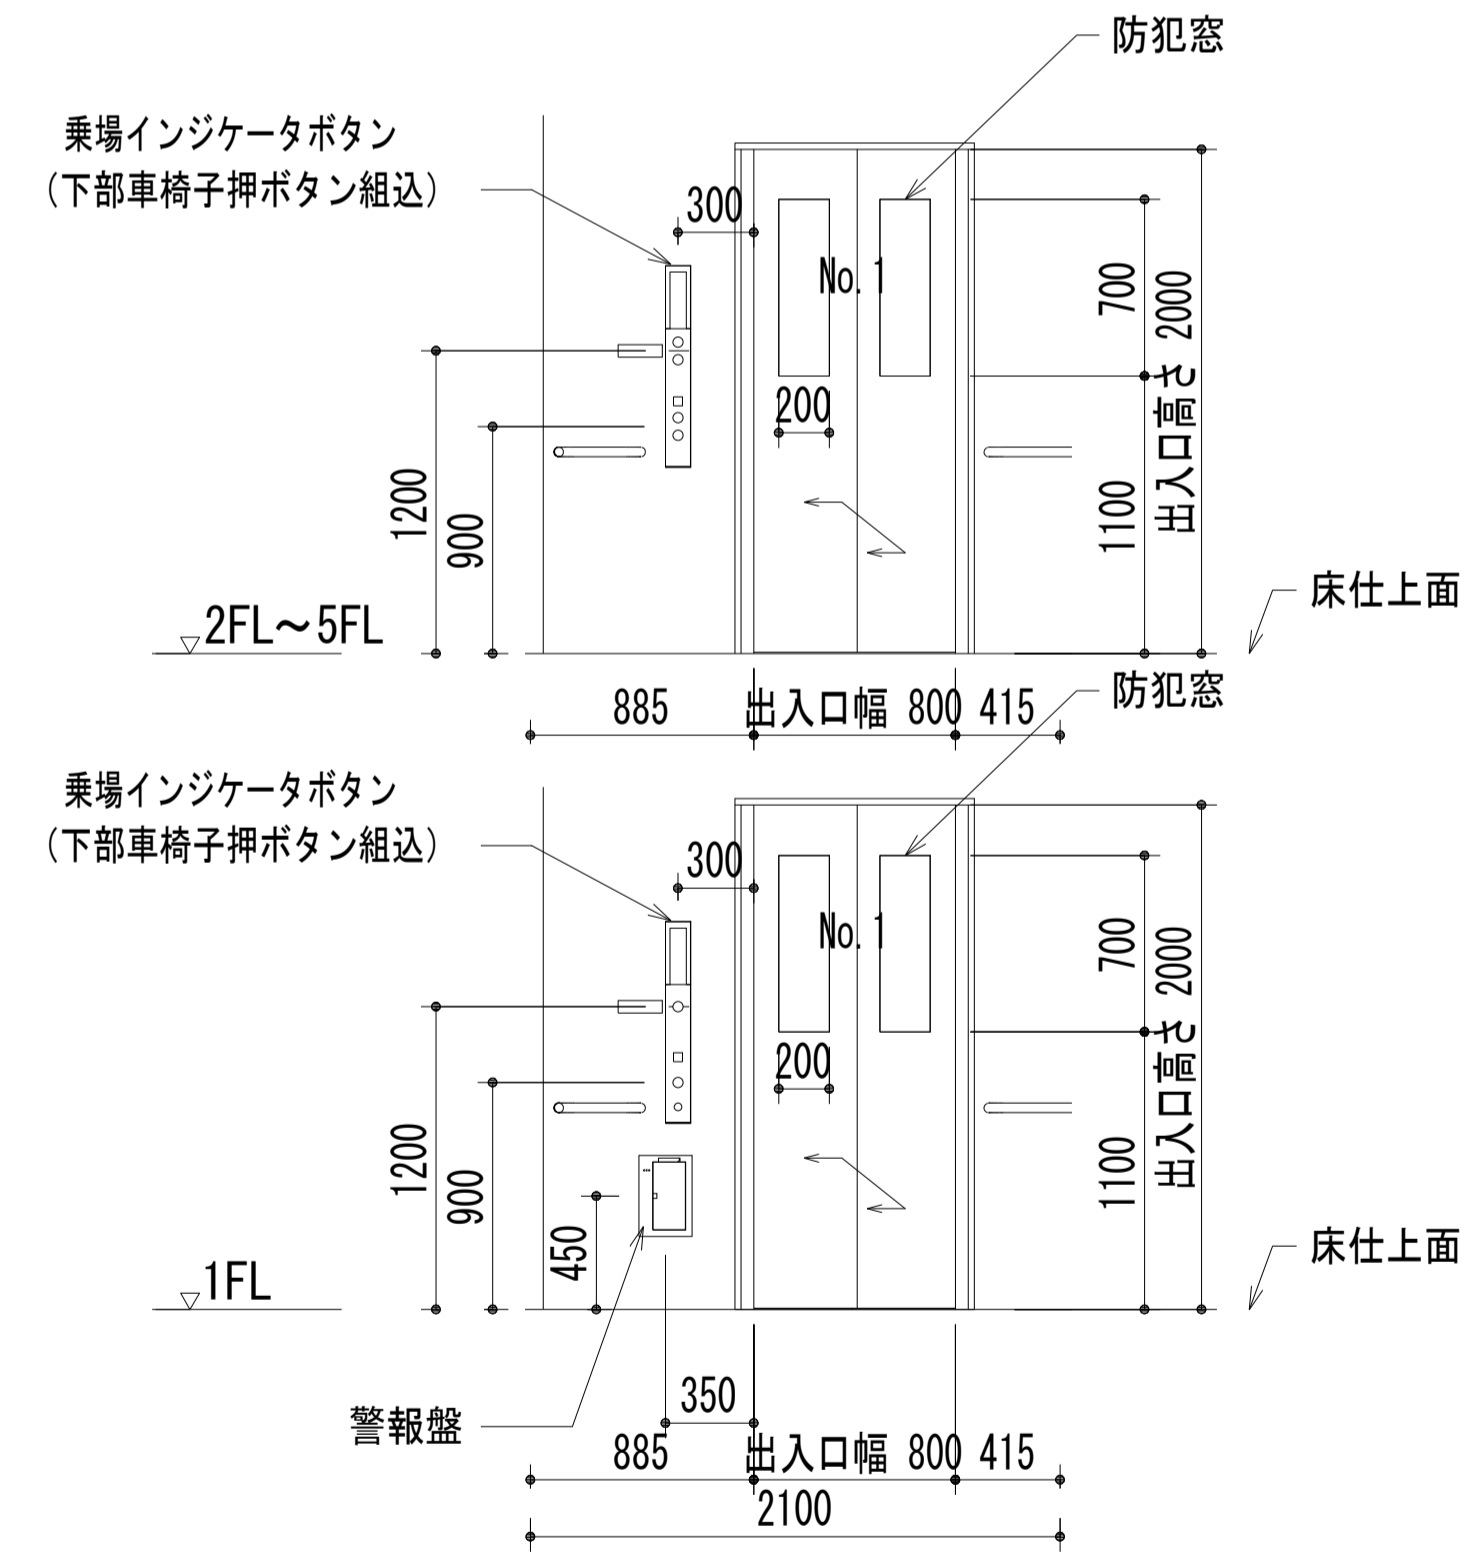 防犯窓
乗場インジケータボタン
（下部車椅子押ボタン組込）
300
No.1
700
出入口高さ 2000
200
1200
900
1100
床仕上面
2FL～5FL
885 出入口幅 800 415
防犯窓
乗場インジケータボタン
（下部車椅子押ボタン組込）
300
No.1
700
出入口高さ 2000
200
1200
900
1100
450
床仕上面
1FL
350
警報盤
885 出入口幅 800 415
2100